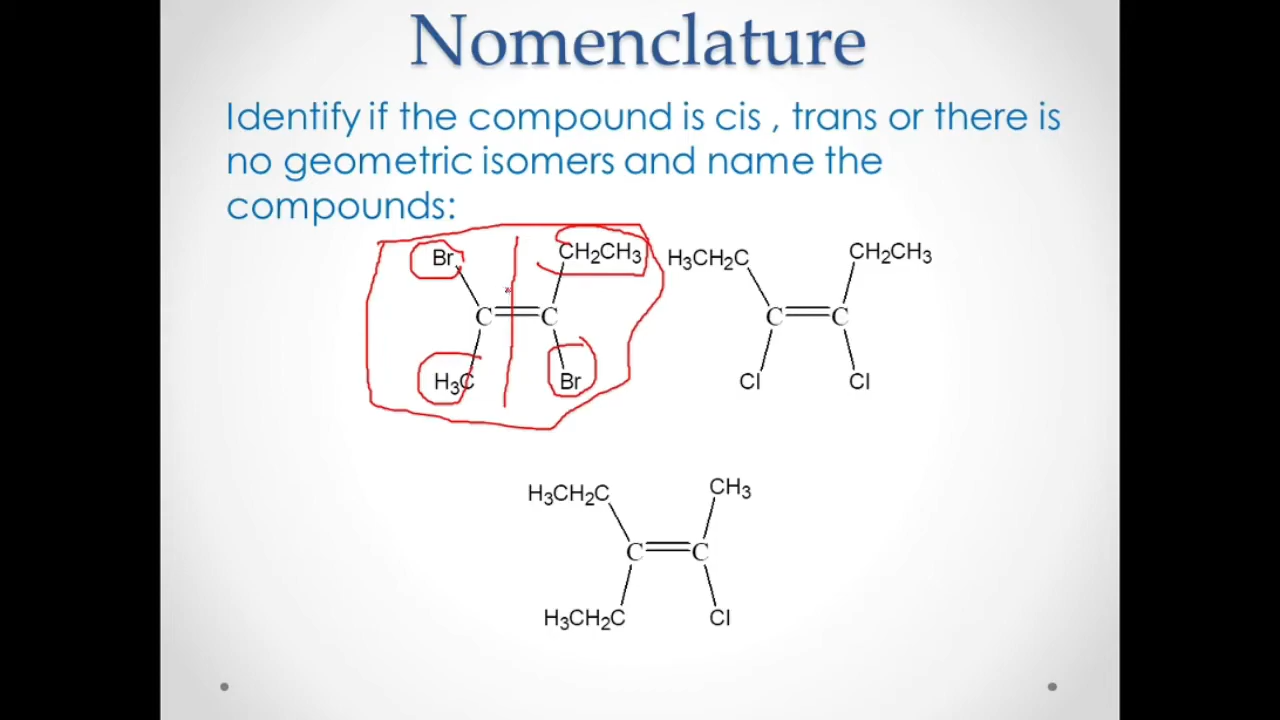 Nomenclature
Identify if the compound is cis , trans or there is
no geometric isomers and name the
compounds:
Br CH₂CH₃ H₃CH₂C CH₂CH₃
C C C C
H₃C Br Cl Cl
H₃CH₂C CH₃
C C
H₃CH₂C Cl